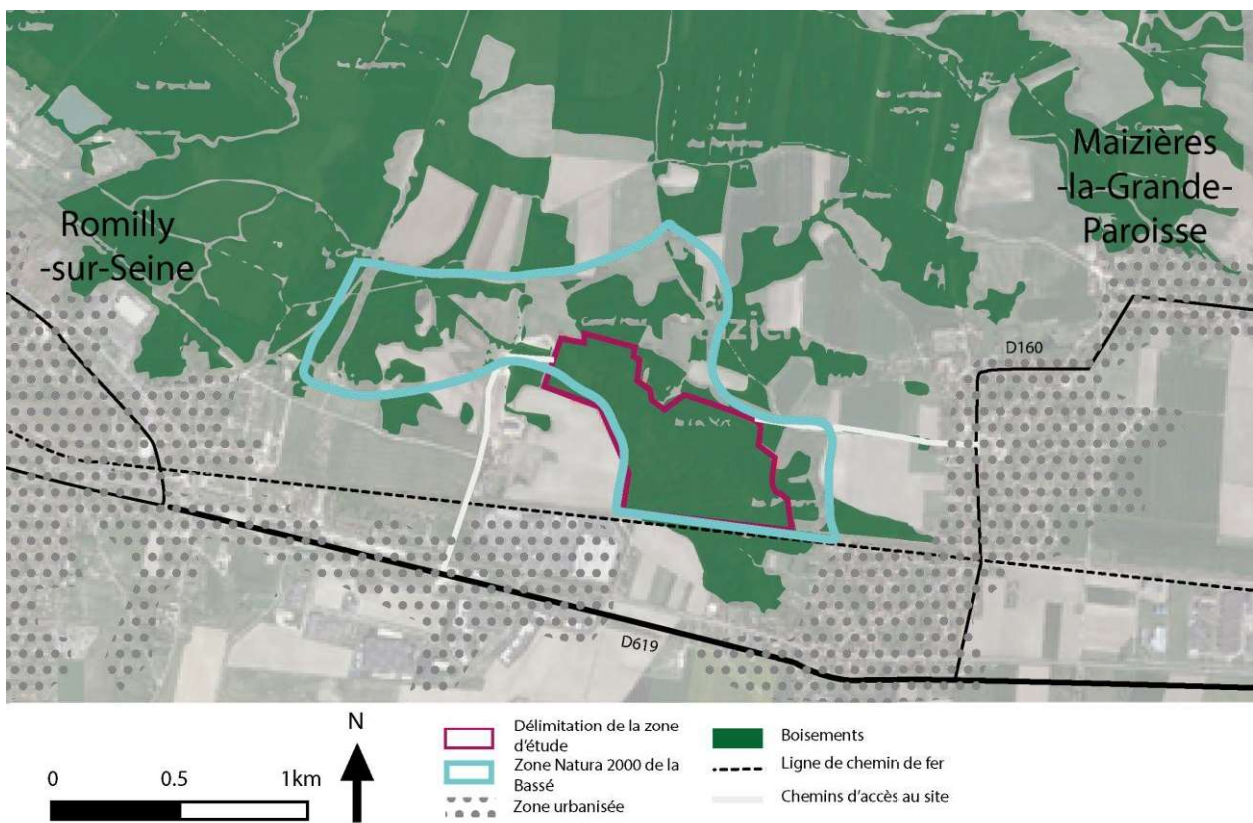 Romilly
-sur-Seine
Maizières
-la-Grande-
Paroisse
D160
D619
0 0.5 1km
N
Délimitation de la zone
d'étude
Zone Natura 2000 de la
Bassé
Zone urbanisée
Boisements
Ligne de chemin de fer
Chemins d'accès au site